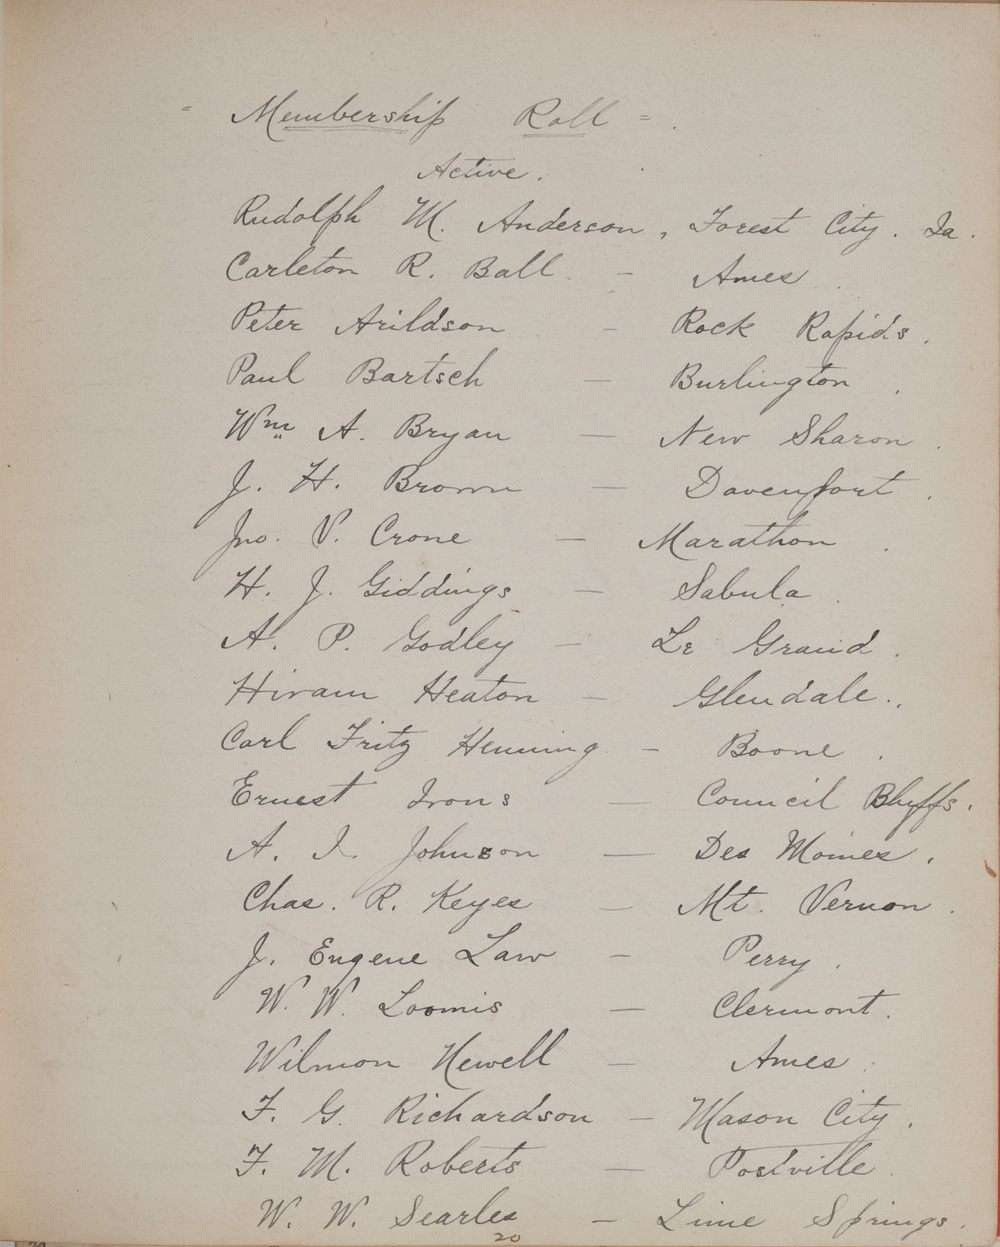 = Membership Roll =.
Active.
Rudolph M. Anderson, Forest City. Ia.
Carleton R. Ball. - Ames.
Peter Arildson - Rock Rapids.
Paul Bartsch - Burlington.
Wm A. Bryan - New Sharon.
J. H. Brown - Davenport.
Jno. V. Crone - Marathon.
H. J. Giddings - Sabula.
A. P. Godley - Le Grand.
Hiram Heaton - Glendale..
Carl Fritz Henning - Boone.
Ernest Irons - Council Bluffs.
A. I. Johnson - Des Moines.
Chas. R. Keyes - Mt. Vernon.
J. Eugene Law - Perry.
W. W. Loomis - Clermont.
Wilmon Newell - Ames.
F. G. Richardson - Mason City.
F. M. Roberts - Postville.
W. W. Searles - Lime Springs.
20